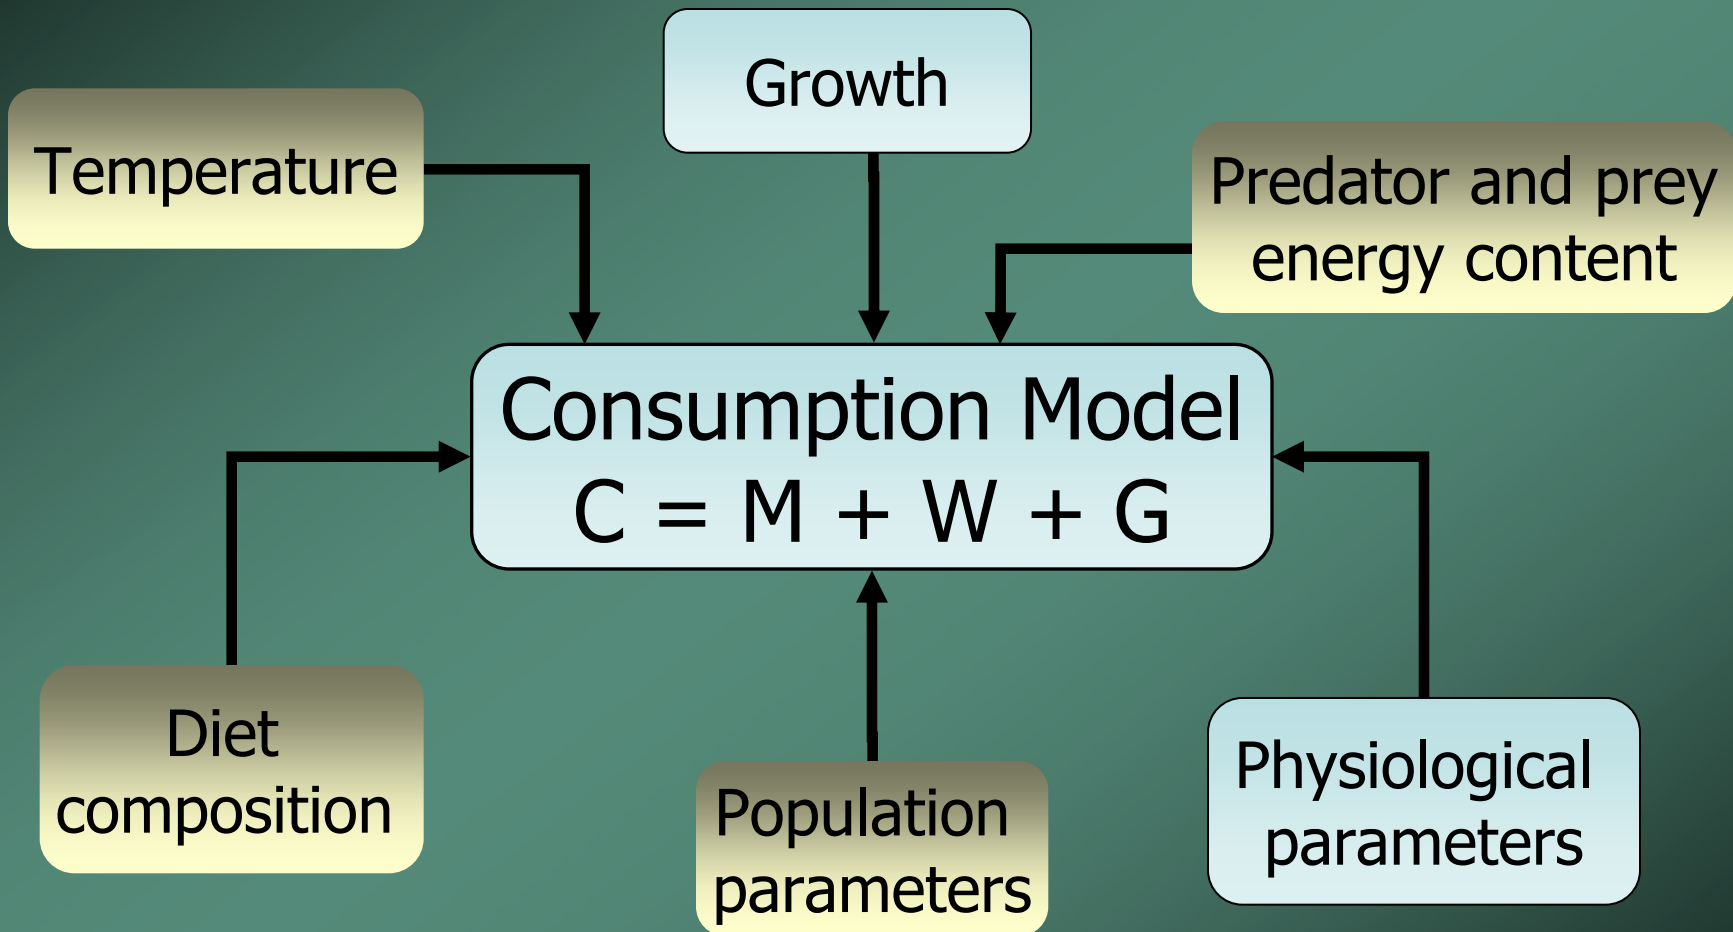 Growth
Temperature
Predator and prey
energy content
Consumption Model
C = M + W + G
Diet
composition
Population
parameters
Physiological
parameters